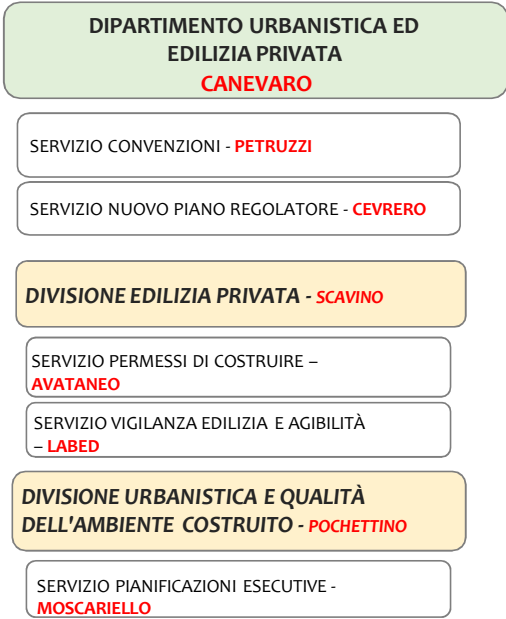 DIPARTIMENTO URBANISTICA ED
EDILIZIA PRIVATA
CANEVARO
SERVIZIO CONVENZIONI - PETRUZZI
SERVIZIO NUOVO PIANO REGOLATORE - CEVRERO
DIVISIONE EDILIZIA PRIVATA - SCAVINO
SERVIZIO PERMESSI DI COSTRUIRE –
AVATANEO
SERVIZIO VIGILANZA EDILIZIA E AGIBILITÀ
– LABED
DIVISIONE URBANISTICA E QUALITÀ
DELL'AMBIENTE COSTRUITO - POCHETTINO
SERVIZIO PIANIFICAZIONI ESECUTIVE -
MOSCARIELLO